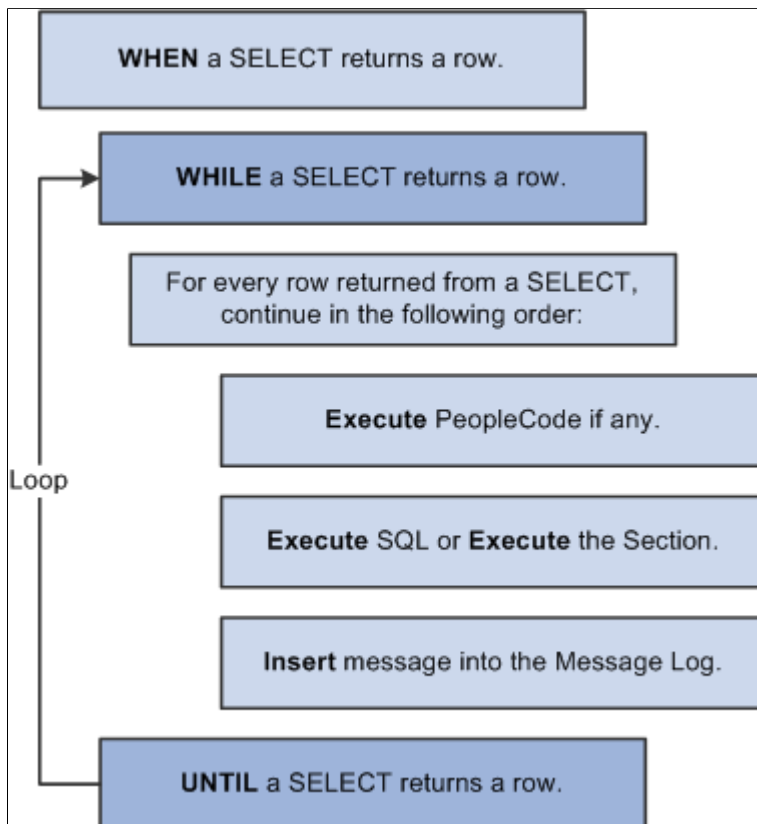 WHEN a SELECT returns a row.
WHILE a SELECT returns a row.
For every row returned from a SELECT,
continue in the following order:
Execute PeopleCode if any.
Loop
Execute SQL or Execute the Section.
Insert message into the Message Log.
UNTIL a SELECT returns a row.